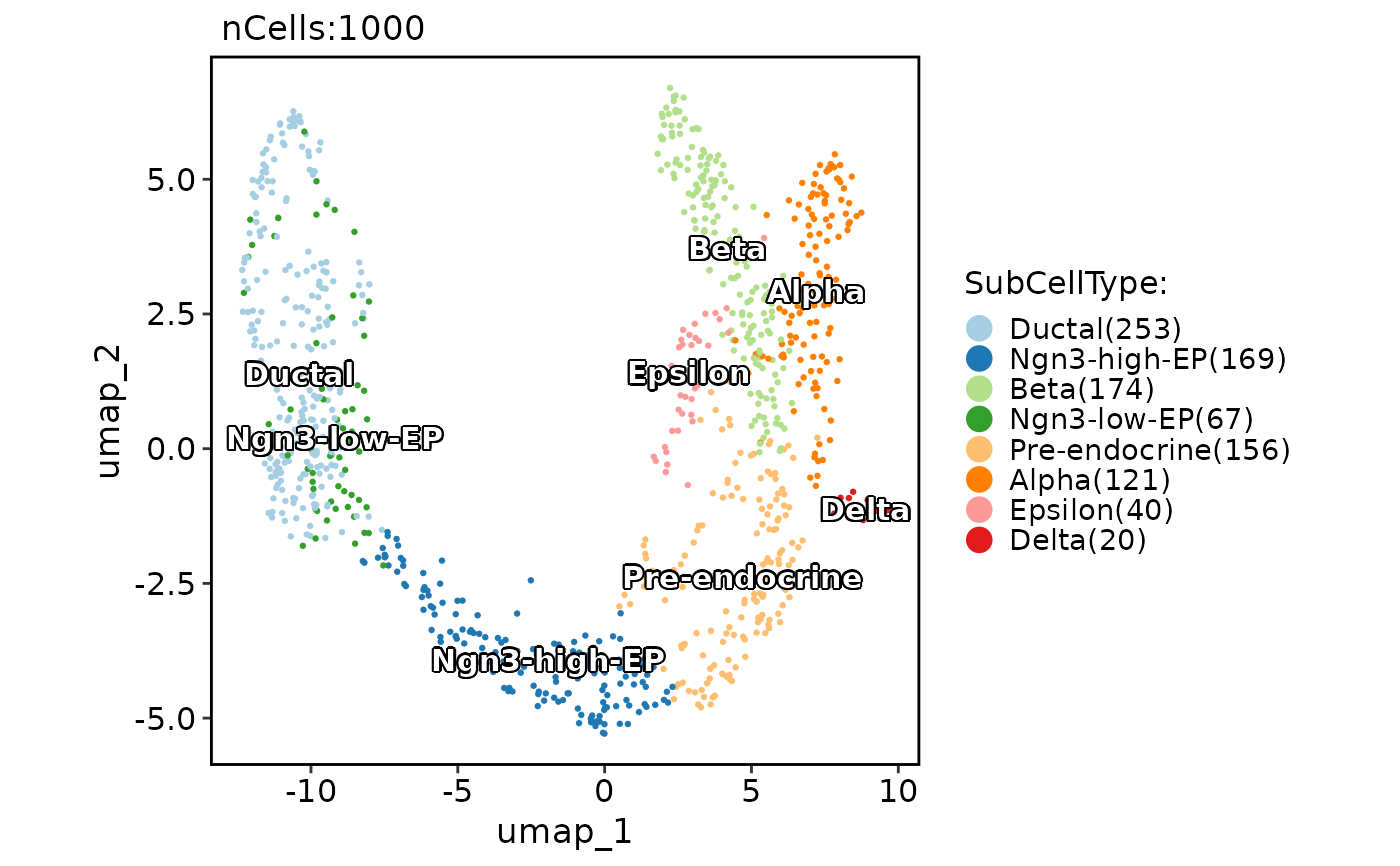 nCells:1000
umap_2
5.0
2.5
0.0
-2.5
-5.0
Beta
Alpha
Ductal
Epsilon
Ngn3-low-EP
Delta
Pre-endocrine
Ngn3-high-EP
-10
-5
0
5
10
umap_1
SubCellType:
Ductal(253)
Ngn3-high-EP(169)
Beta(174)
Ngn3-low-EP(67)
Pre-endocrine(156)
Alpha(121)
Epsilon(40)
Delta(20)